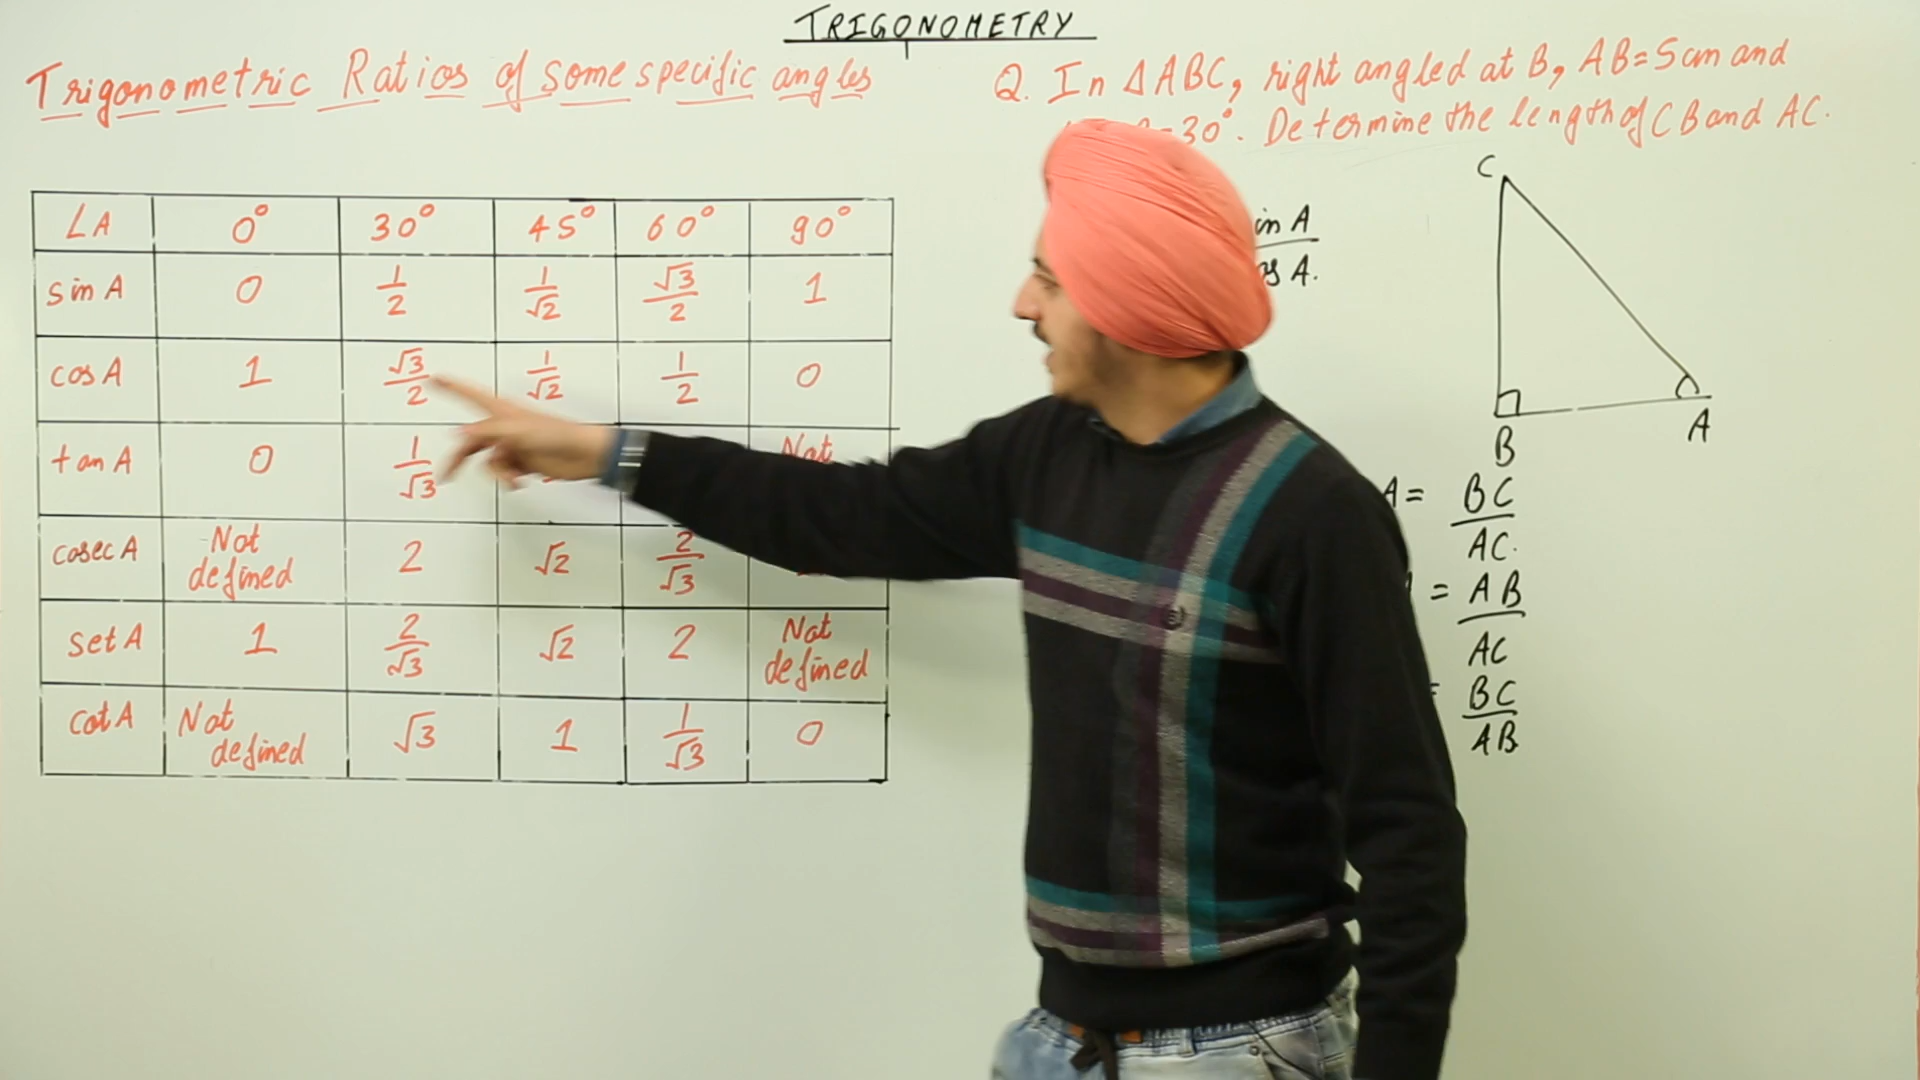 TRIGONOMETRY
Trigonometric Ratios of some specific angles
Q. In ΔABC, right angled at B, AB=5cm and
=30°. Determine the length of CB and AC.
∠A 0° 30° 45° 60° 90°
sin A 0 1/2 1/√2 √3/2 1
cos A 1 √3/2 1/√2 1/2 0
tan A 0 1/√3 Not
cosec A Not defined 2 √2 2/√3
set A 1 2/√3 √2 2 Not defined
cot A Not defined √3 1 1/√3 0
in A
os A.
C
B
A
A = BC
AC.
= AB
AC
BC
AB